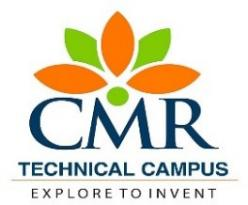 CMR
TECHNICAL CAMPUS
EXPLORE TO INVENT